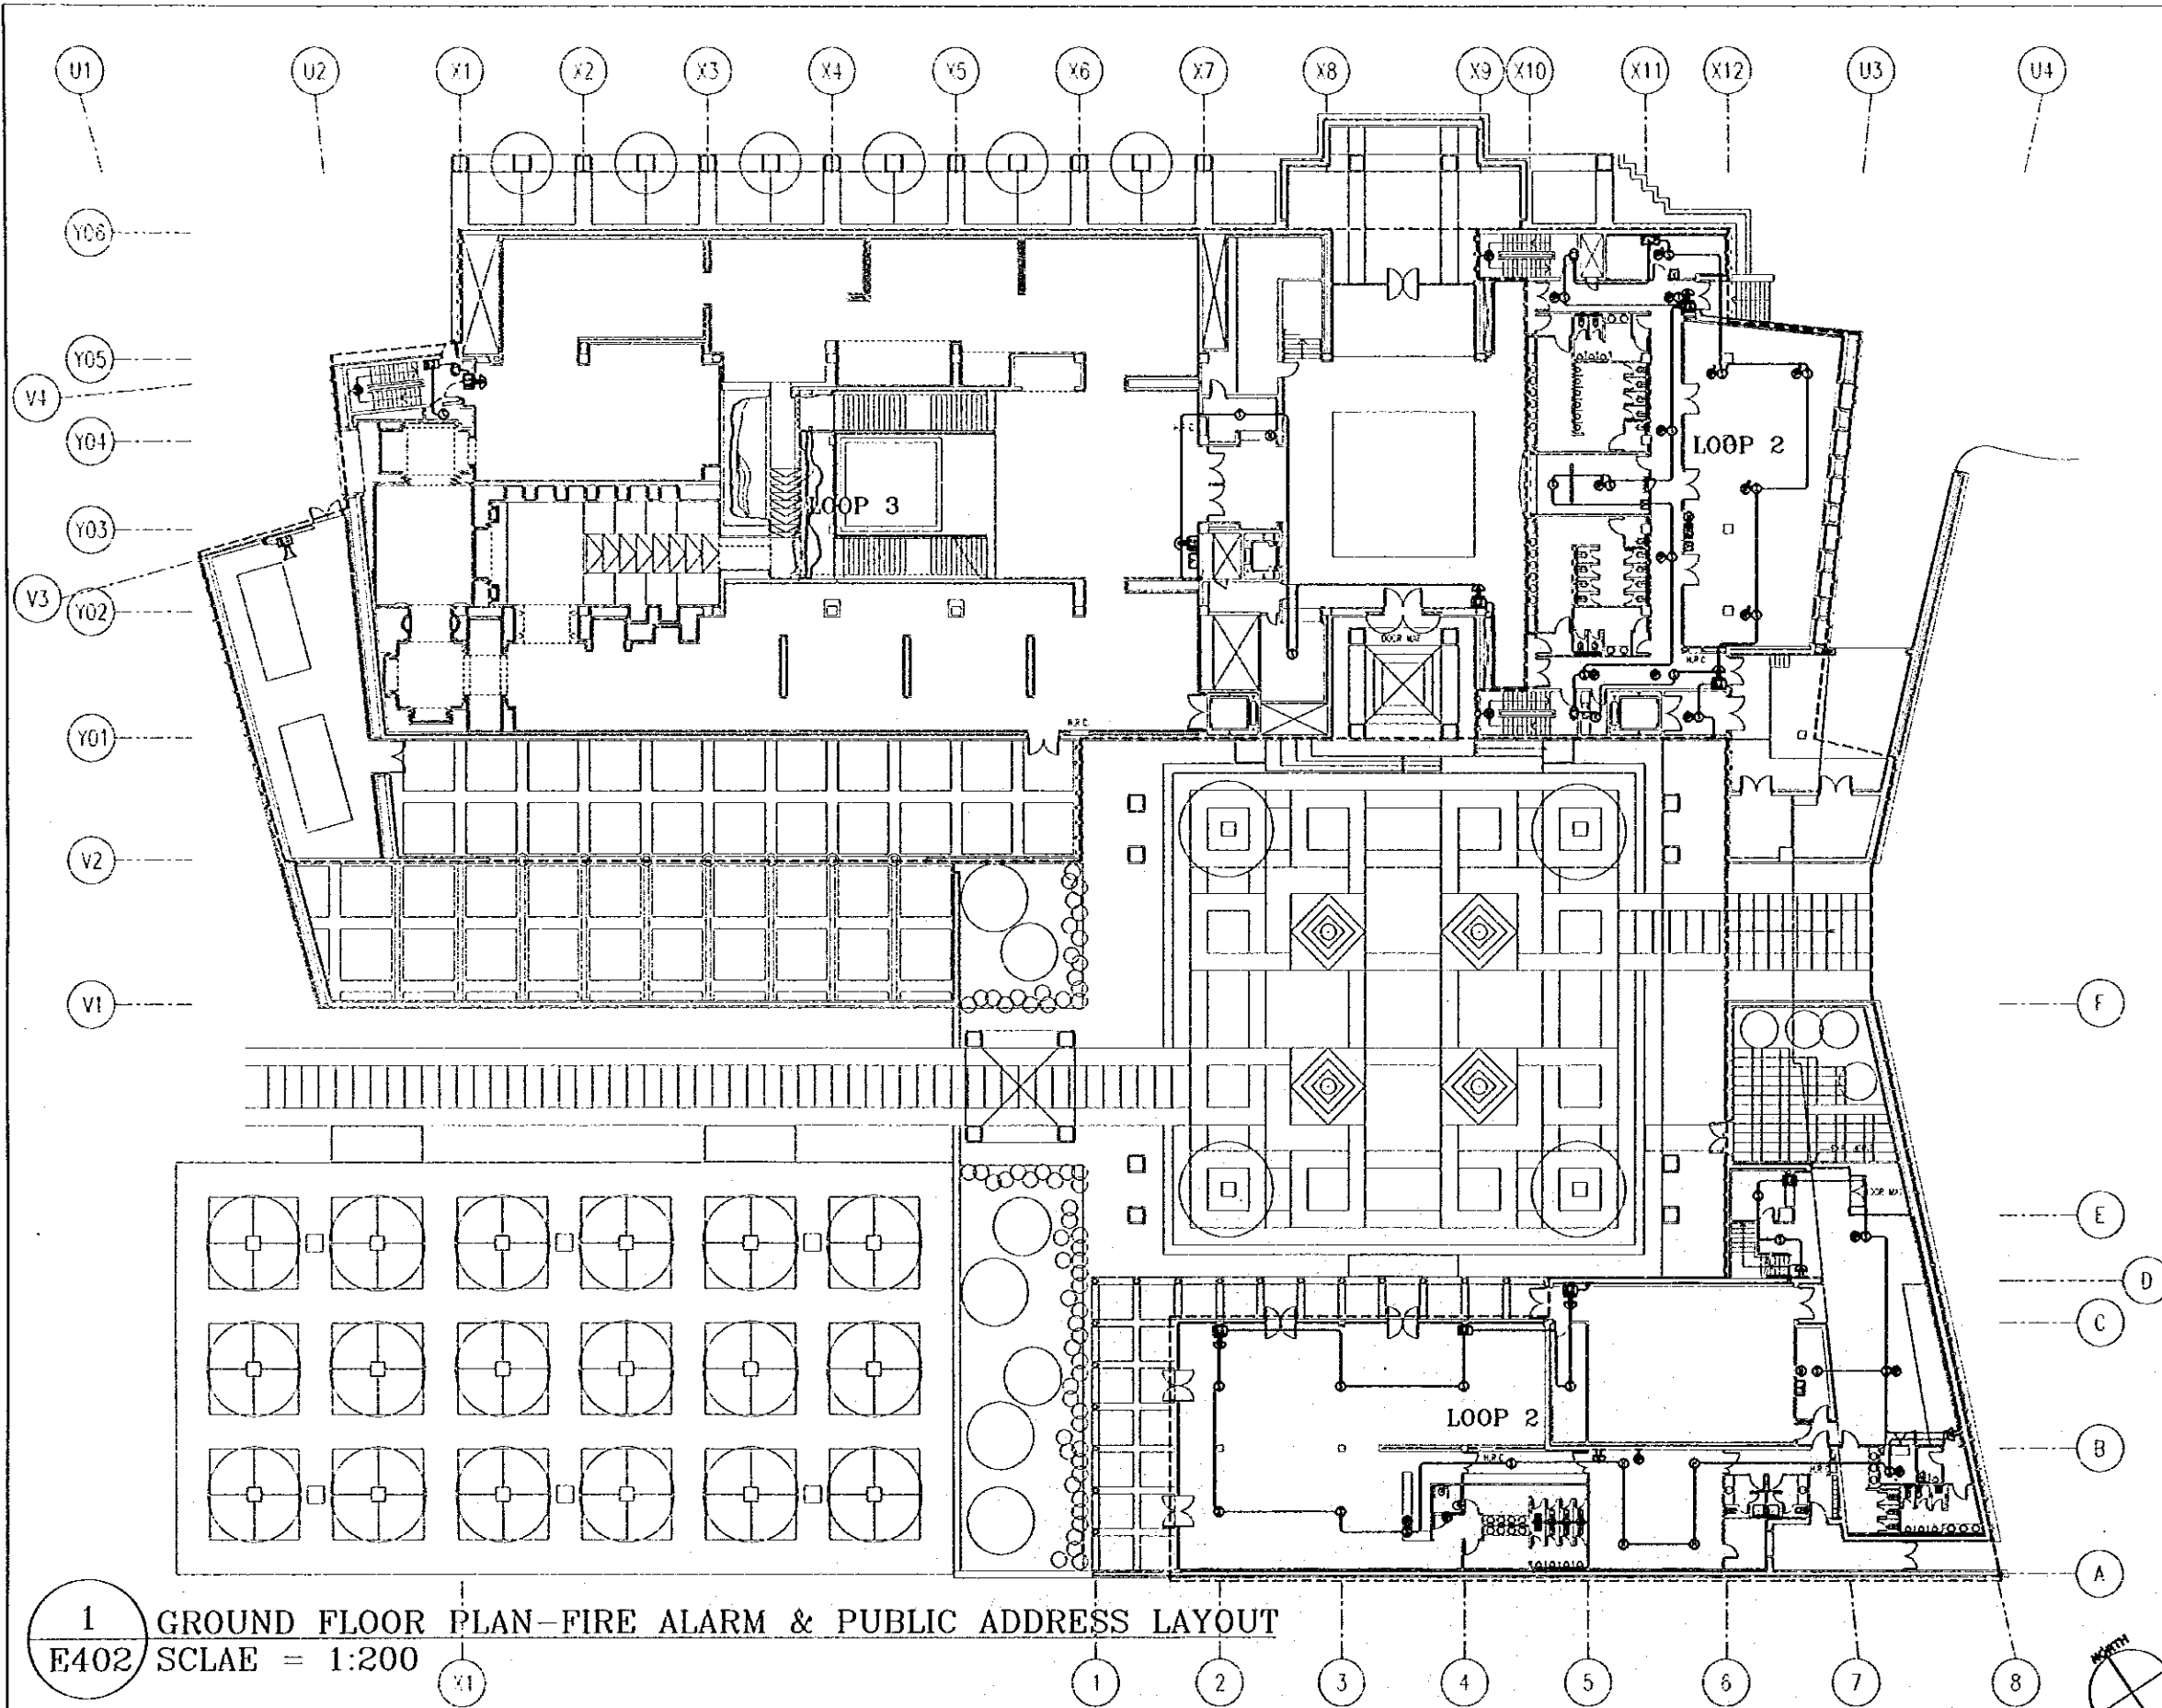 U1 U2 X1 X2 X3 X4 X5 X6 X7 X8 X9 X10 X11 X12 U3 U4
Y06
Y05
V4
Y04
LOOP 2
LOOP 3
Y03
V3
Y02
DOOR MAT
H.R.C
H.R.C
Y01
V2
V1
F
E
D
C
LOOP 2
B
H.R.C
A
1 GROUND FLOOR PLAN-FIRE ALARM & PUBLIC ADDRESS LAYOUT
E402 SCLAE = 1:200
X1 1 2 3 4 5 6 7 8
NORTH